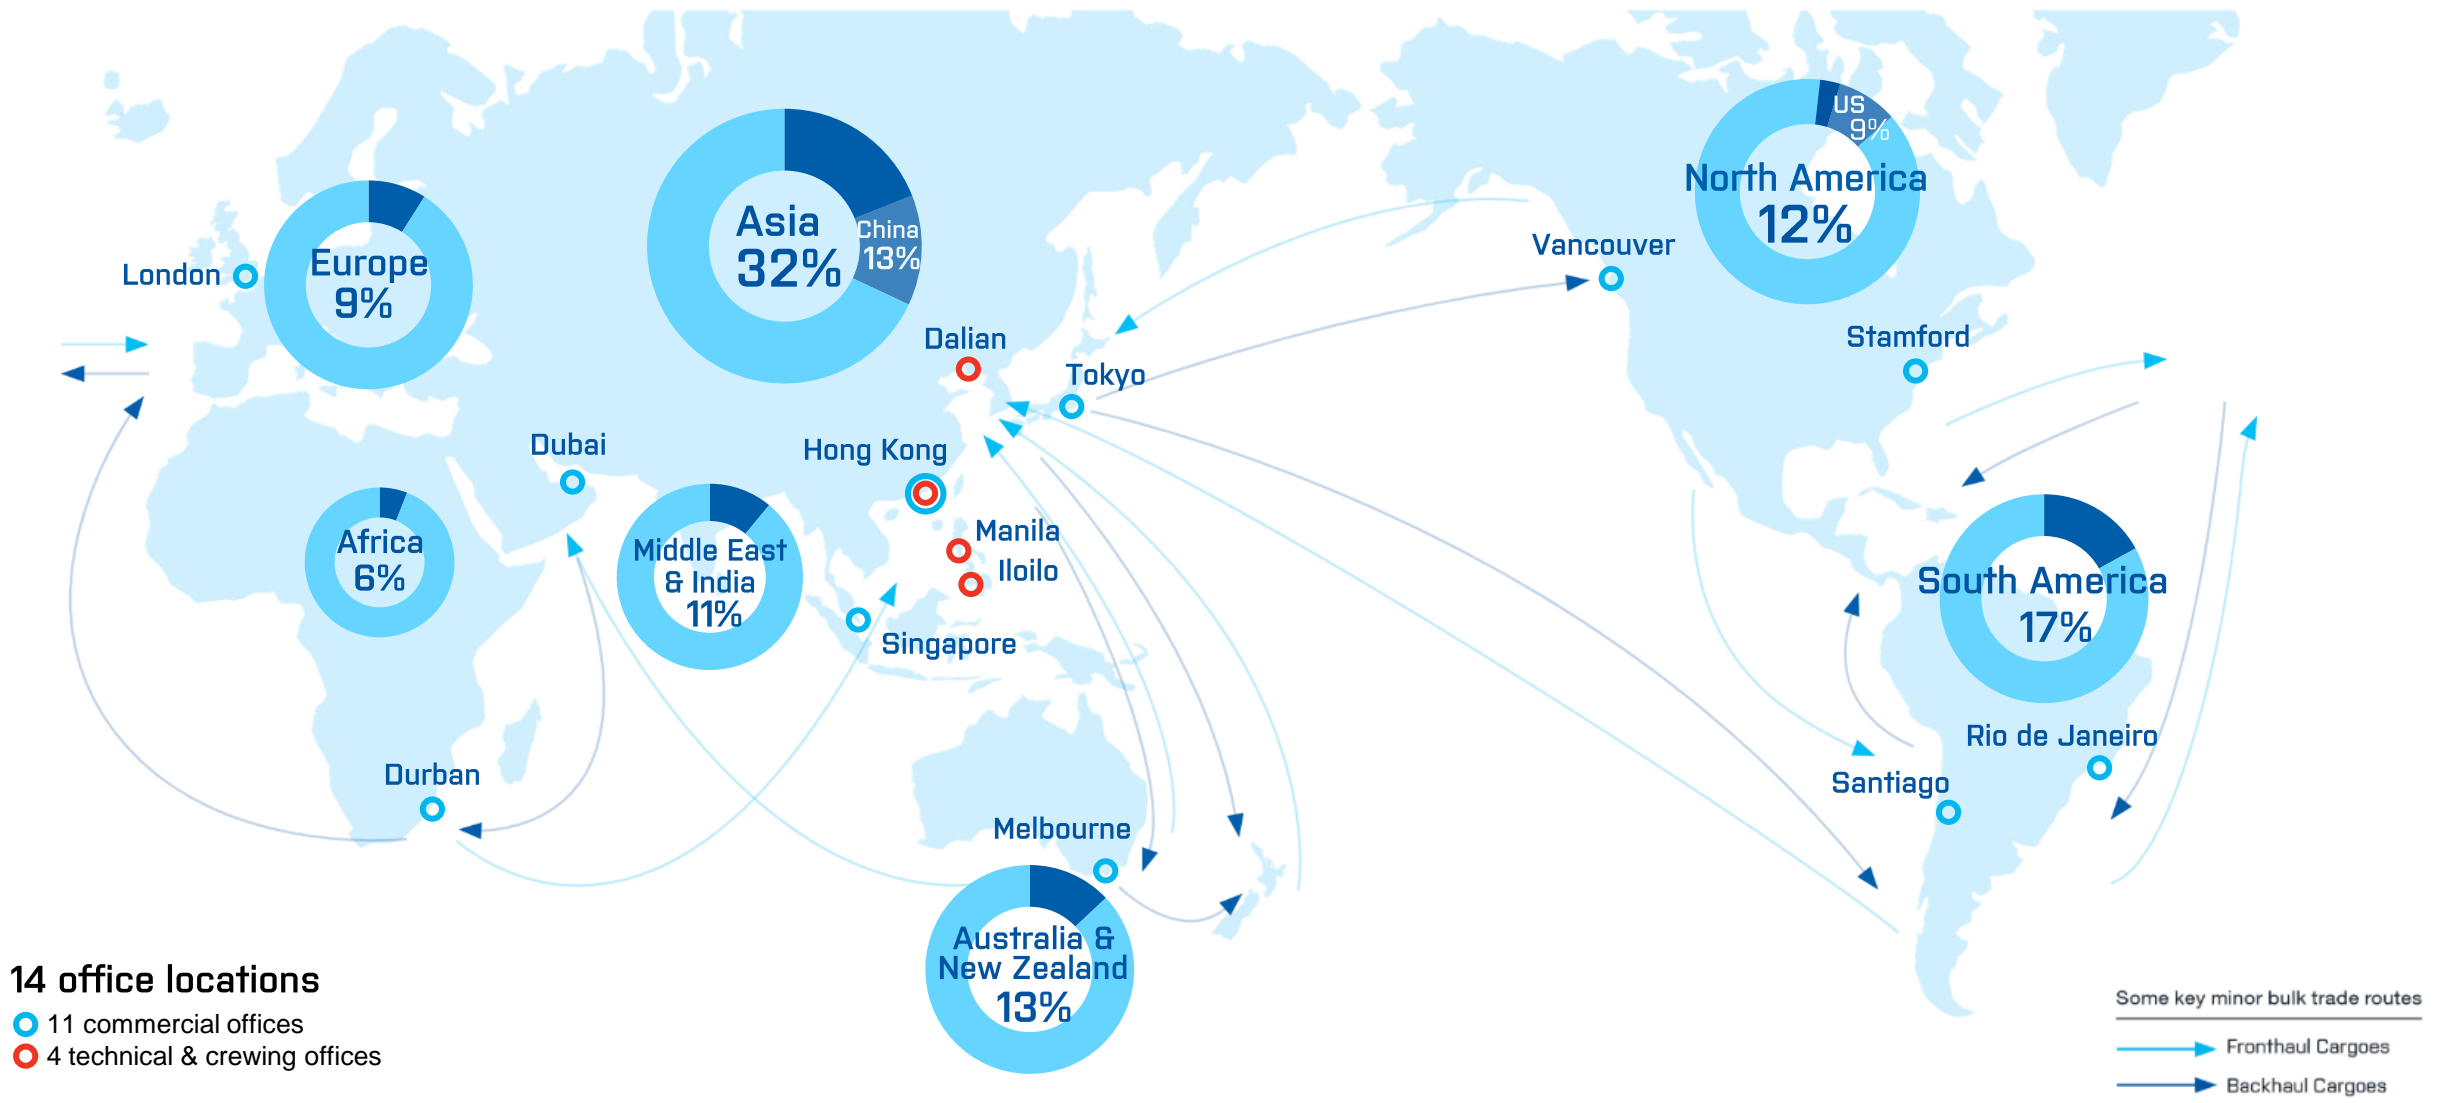 US
9%
North America
12%
Asia
32%
China
13%
Vancouver
Europe
9%
London
Dalian
Stamford
Tokyo
Dubai
Hong Kong
Manila
Iloilo
Africa
6%
Middle East
& India
11%
South America
17%
Singapore
Rio de Janeiro
Durban
Santiago
Melbourne
Australia &
New Zealand
13%
14 office locations
11 commercial offices
4 technical & crewing offices
Some key minor bulk trade routes
Fronthaul Cargoes
Backhaul Cargoes